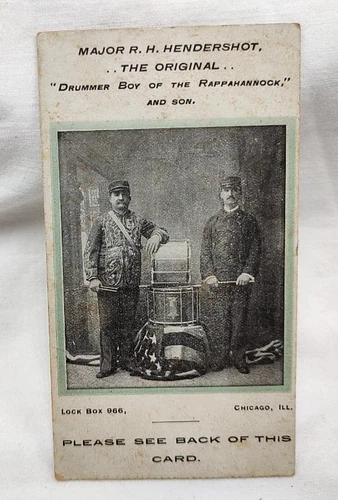 MAJOR R. H. HENDERSHOT,
. . THE ORIGINAL . .
"DRUMMER BOY OF THE RAPPAHANNOCK,"
AND SON.
LOCK BOX 966, CHICAGO, ILL.
PLEASE SEE BACK OF THIS
CARD.